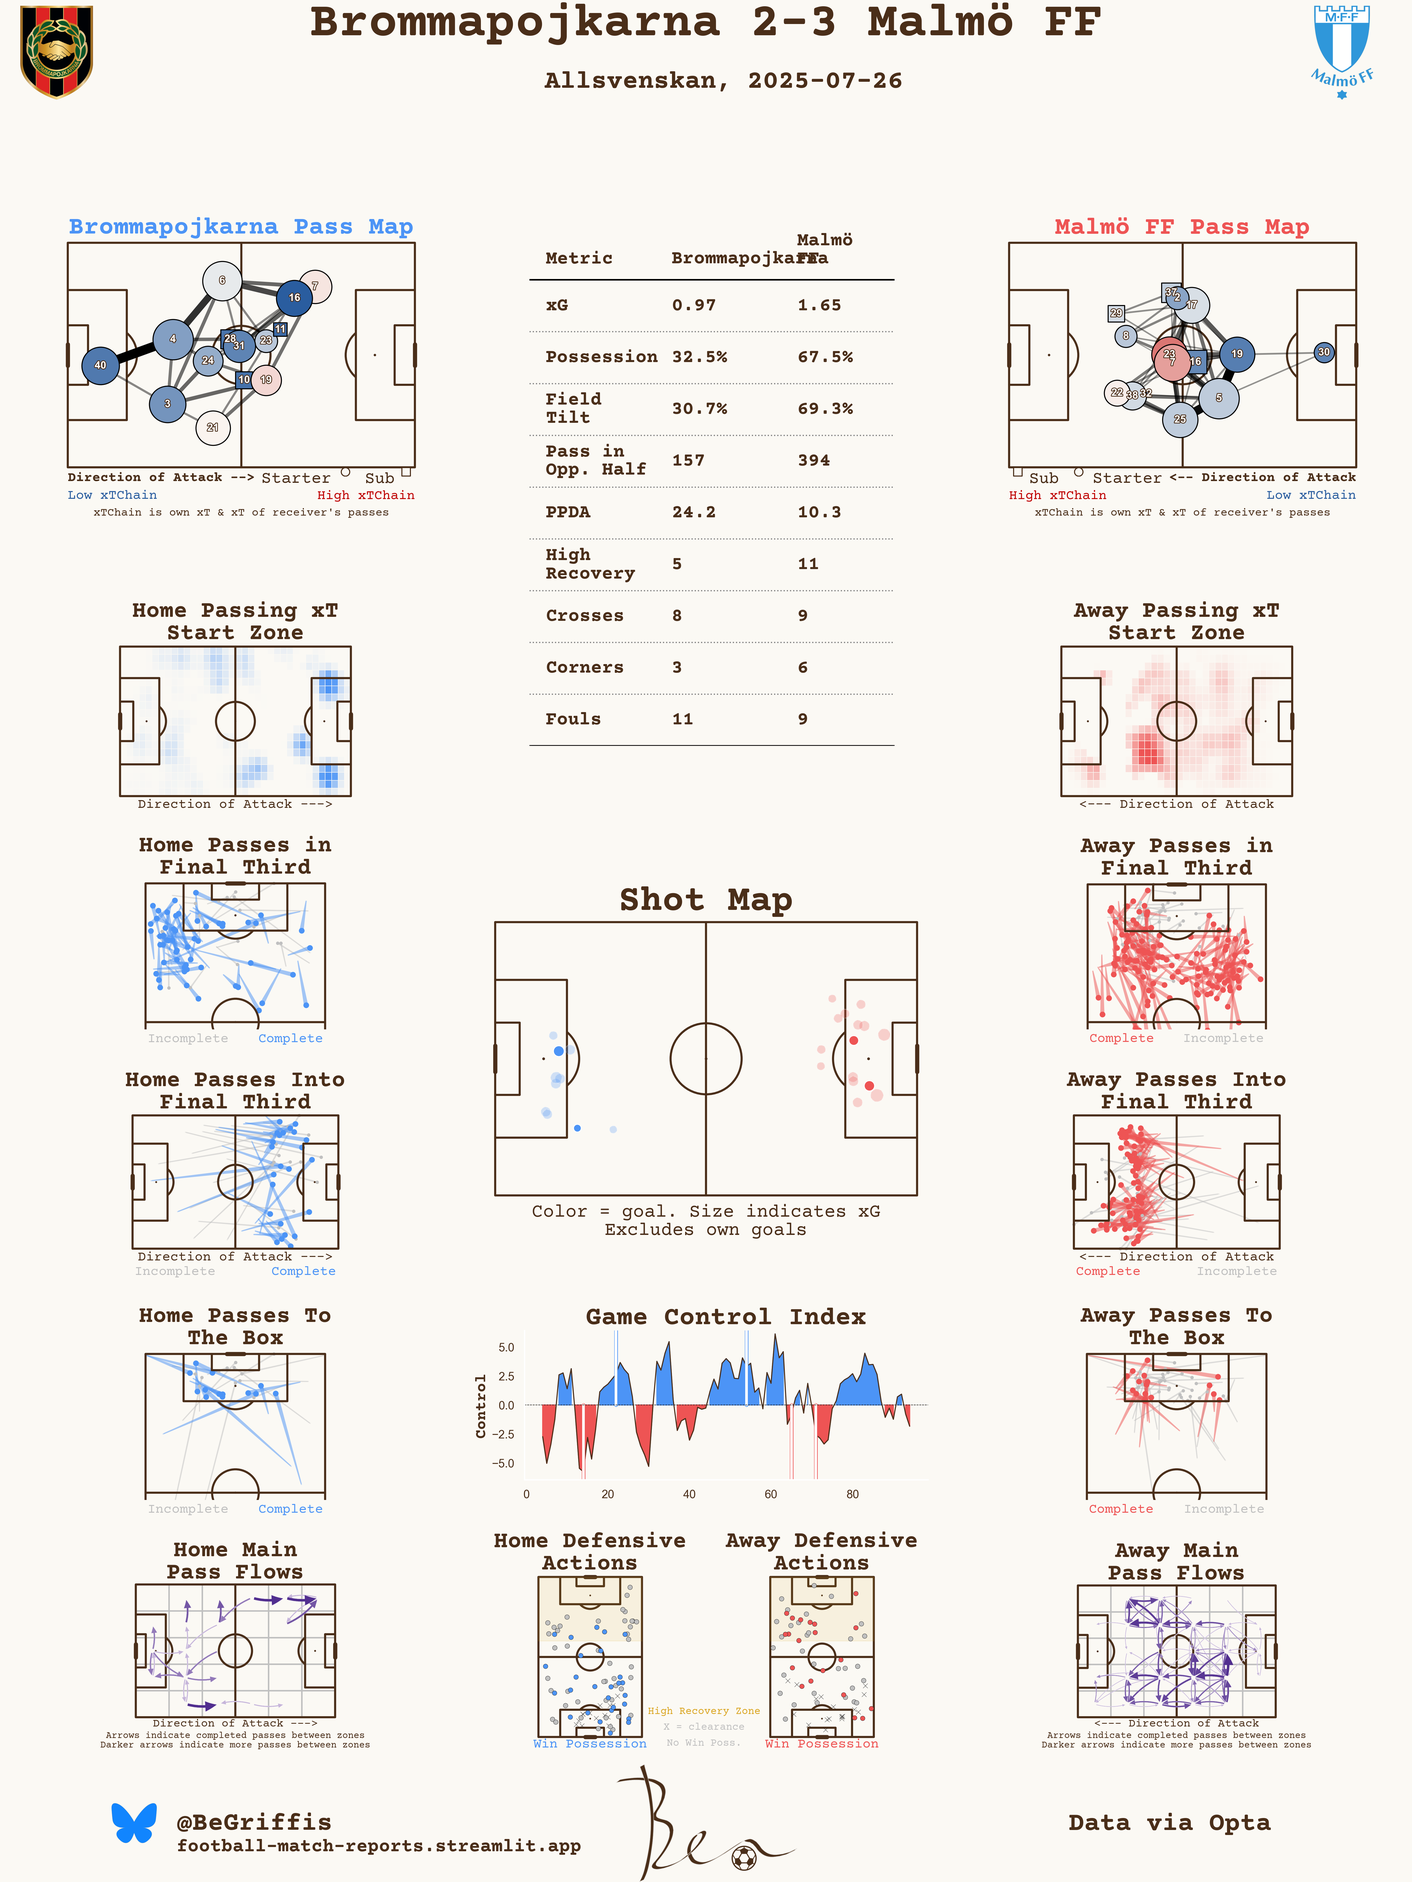 Brommapojkarna 2-3 Malmö FF
Allsvenskan, 2025-07-26
BROMMAPOJKARNA
M·F·F
Malmö FF
Brommapojkarna Pass Map
6
7
16
11
4
28
31
23
24
40
10
19
3
21
Direction of Attack --> Starter Sub
Low xTChain High xTChain
xTChain is own xT & xT of receiver's passes
Metric Brommapojkarna Malmö FF
xG 0.97 1.65
Possession 32.5% 67.5%
Field Tilt 30.7% 69.3%
Pass in Opp. Half 157 394
PPDA 24.2 10.3
High Recovery 5 11
Crosses 8 9
Corners 3 6
Fouls 11 9
Malmö FF Pass Map
37
2
17
29
8
23
7
16
19
30
22
38
32
5
25
Sub Starter <-- Direction of Attack
High xTChain Low xTChain
xTChain is own xT & xT of receiver's passes
Home Passing xT
Start Zone
Direction of Attack --->
Away Passing xT
Start Zone
<--- Direction of Attack
Home Passes in
Final Third
Incomplete Complete
Away Passes in
Final Third
Complete Incomplete
Shot Map
Color = goal. Size indicates xG
Excludes own goals
Home Passes Into
Final Third
Direction of Attack --->
Incomplete Complete
Away Passes Into
Final Third
<--- Direction of Attack
Complete Incomplete
Home Passes To
The Box
Incomplete Complete
Game Control Index
Control
5.0
2.5
0.0
−2.5
−5.0
0 20 40 60 80
Away Passes To
The Box
Complete Incomplete
Home Main
Pass Flows
Direction of Attack --->
Arrows indicate completed passes between zones
Darker arrows indicate more passes between zones
Home Defensive
Actions
Win Possession
High Recovery Zone
X = clearance
No Win Poss.
Away Defensive
Actions
Win Possession
Away Main
Pass Flows
<--- Direction of Attack
Arrows indicate completed passes between zones
Darker arrows indicate more passes between zones
@BeGriffis
football-match-reports.streamlit.app
Ben
Data via Opta